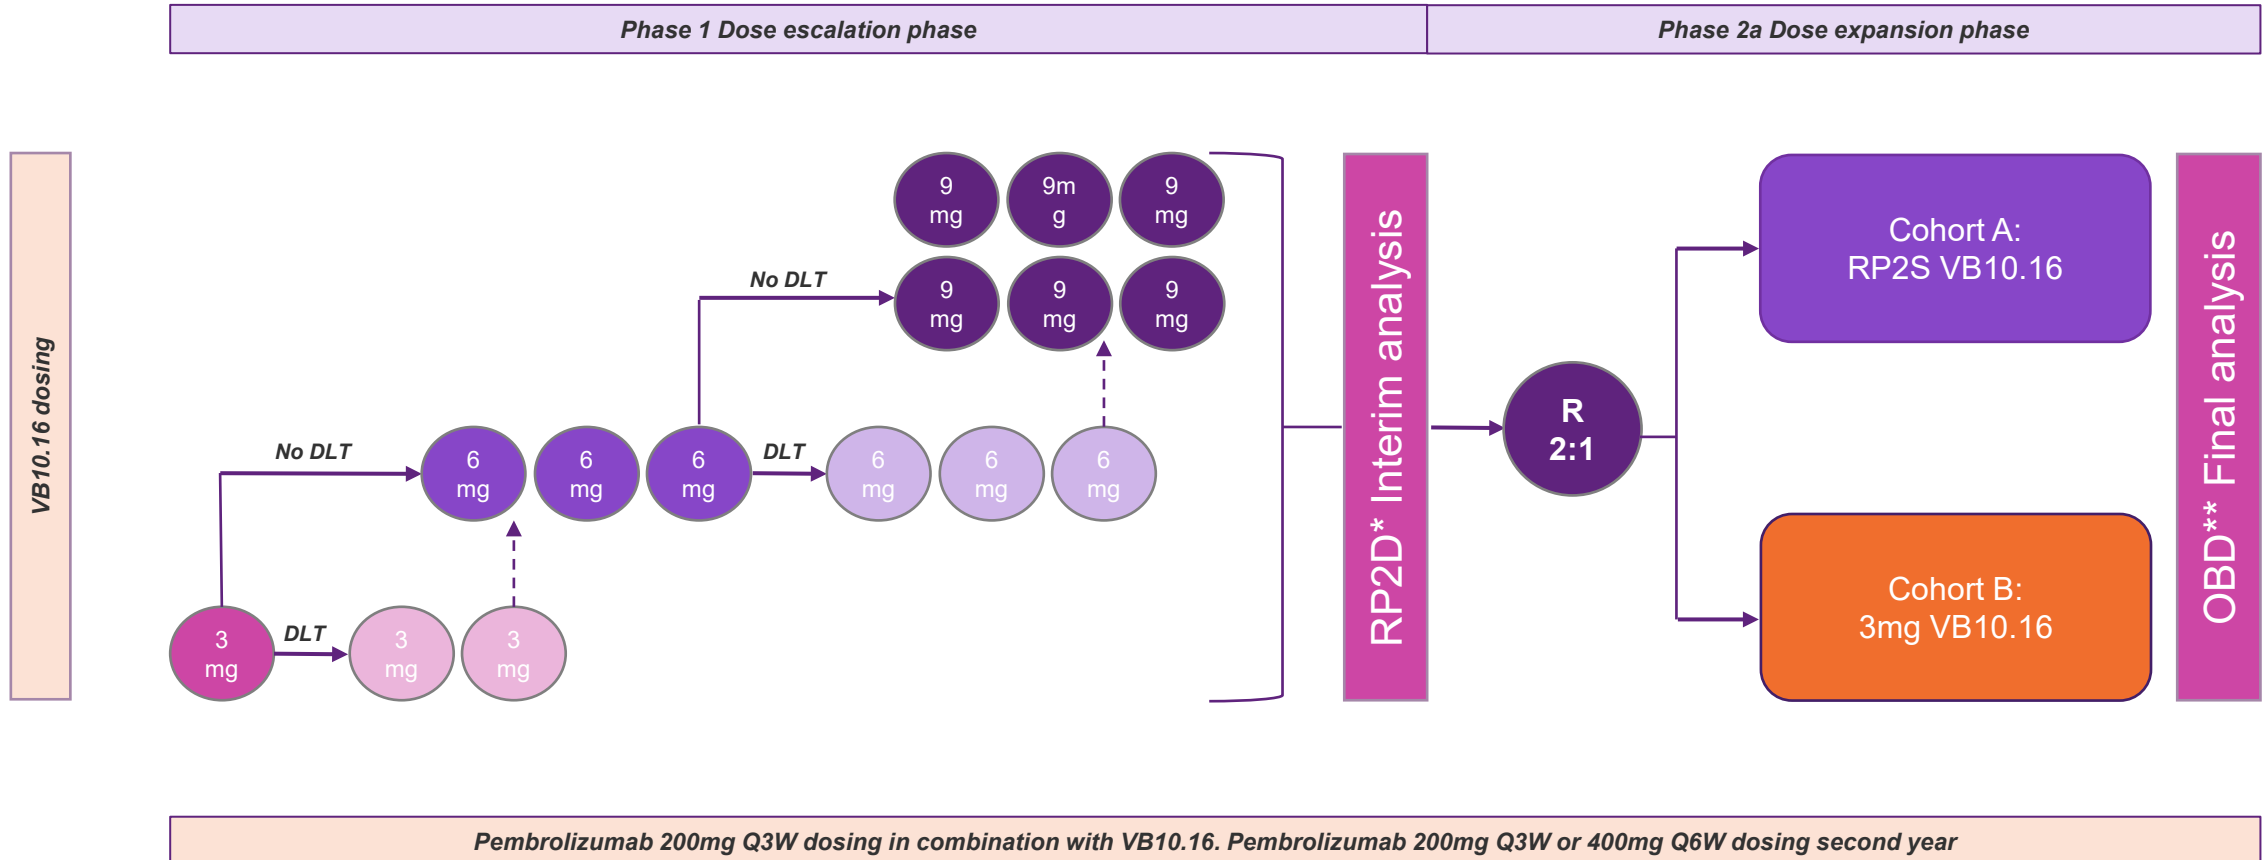 Phase 1 Dose escalation phase
Phase 2a Dose expansion phase
VB10.16 dosing
9
mg
9m
g
9
mg
No DLT
9
mg
9
mg
9
mg
No DLT
6
mg
6
mg
6
mg
DLT
6
mg
6
mg
6
mg
3
mg
DLT
3
mg
3
mg
RP2D* Interim analysis
R
2:1
Cohort A:
RP2S VB10.16
Cohort B:
3mg VB10.16
OBD** Final analysis
Pembrolizumab 200mg Q3W dosing in combination with VB10.16. Pembrolizumab 200mg Q3W or 400mg Q6W dosing second year